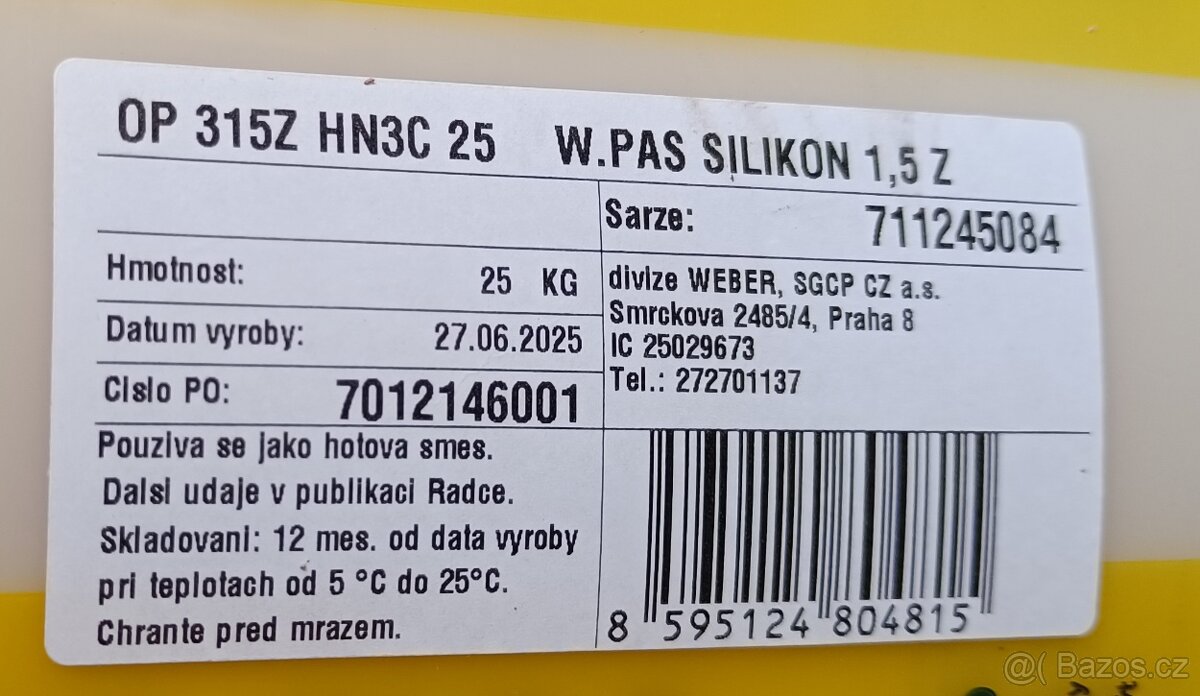 OP 315Z HN3C 25 W.PAS SILIKON 1,5 Z
Sarze: 711245084
Hmotnost: 25 KG
Datum vyroby: 27.06.2025
Cislo PO: 7012146001
divize WEBER, SGCP CZ a.s.
Smrckova 2485/4, Praha 8
IC 25029673
Tel.: 272701137
Pouziva se jako hotova smes.
Dalsi udaje v publikaci Radce.
Skladovani: 12 mes. od data vyroby
pri teplotach od 5 °C do 25°C.
Chrante pred mrazem.
8 595124 804815
@( Bazos.cz